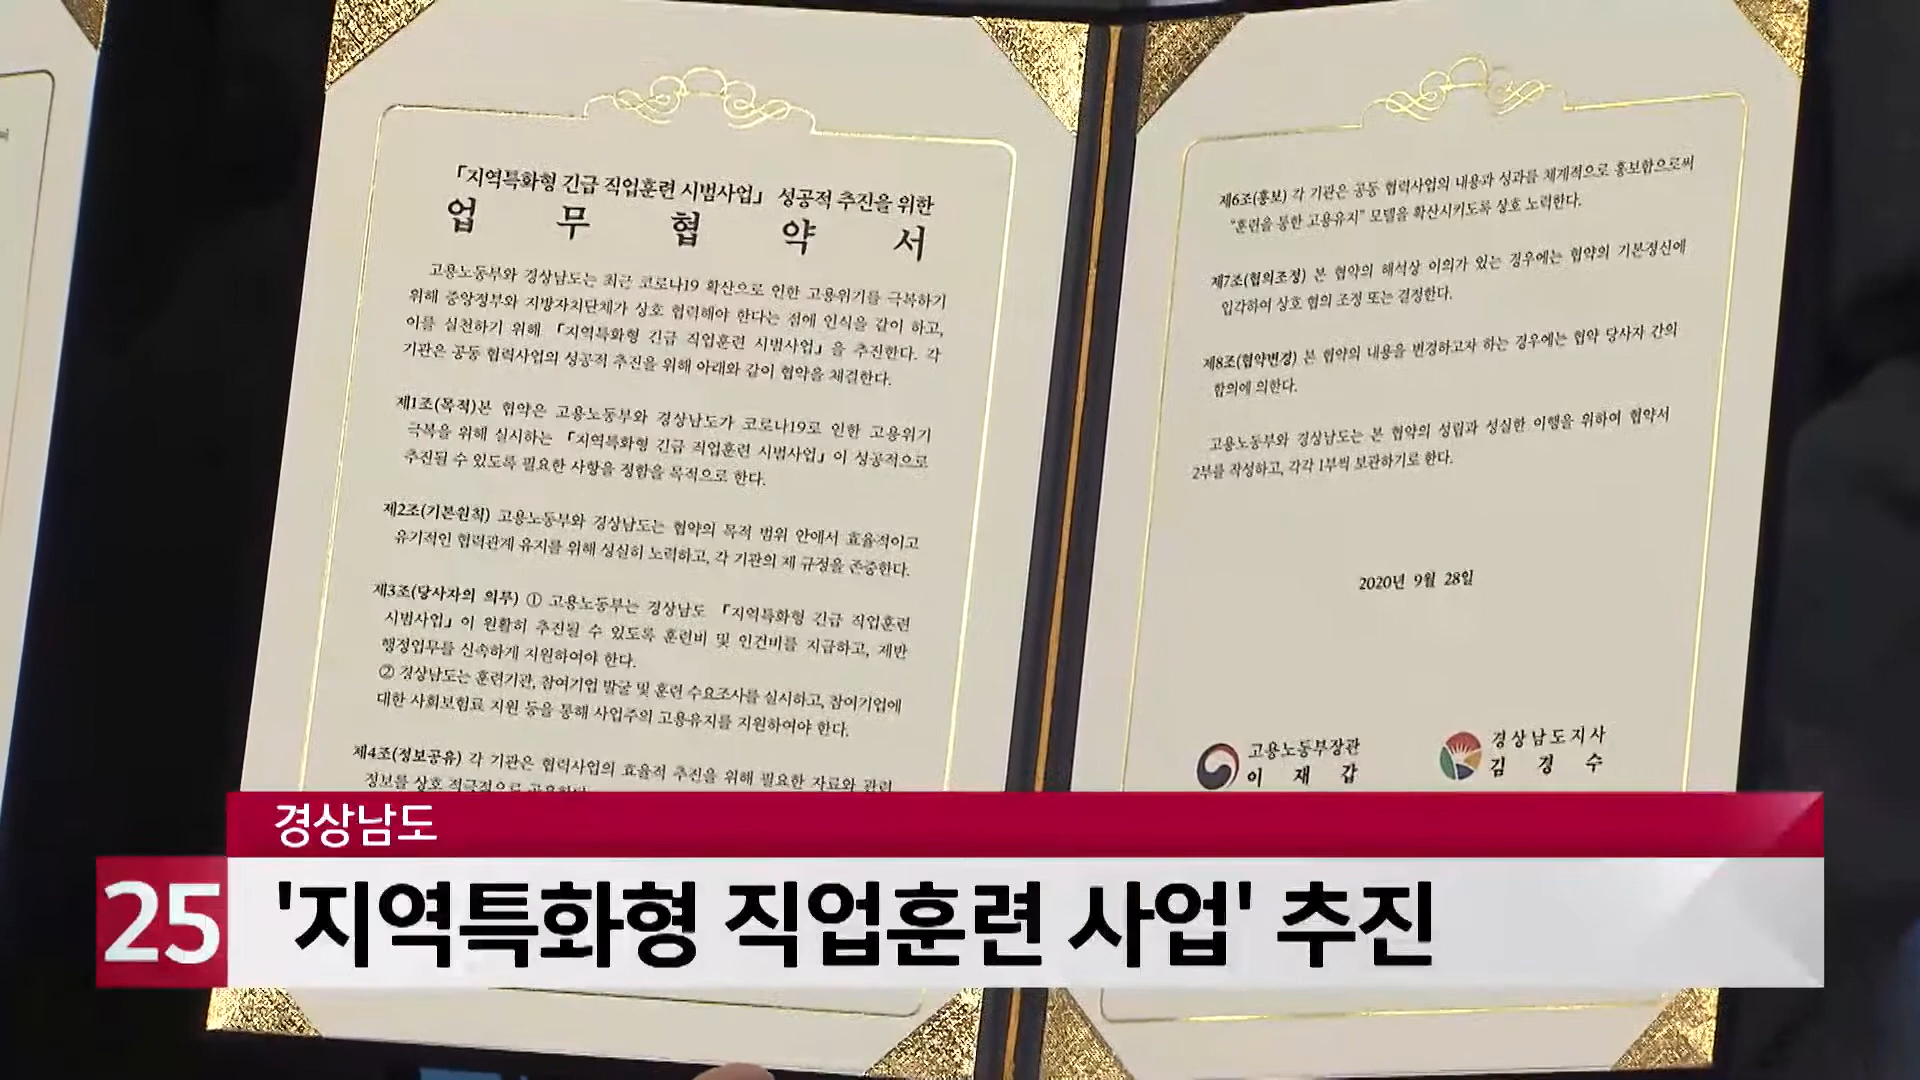 「지역특화형 긴급 직업훈련 시범사업」 성공적 추진을 위한
업 무 협 약 서
고용노동부와 경상남도는 최근 코로나19 확산으로 인한 고용위기를 극복하기
위해 중앙정부와 지방자치단체가 상호 협력해야 한다는 점에 인식을 같이 하고,
이를 실천하기 위해 「지역특화형 긴급 직업훈련 시범사업」을 추진한다. 각
기관은 공동 협력사업의 성공적 추진을 위해 아래와 같이 협약을 체결한다.
제1조(목적)본 협약은 고용노동부와 경상남도가 코로나19로 인한 고용위기
극복을 위해 실시하는 「지역특화형 긴급 직업훈련 시범사업」이 성공적으로
추진될 수 있도록 필요한 사항을 정함을 목적으로 한다.
제2조(기본원칙) 고용노동부와 경상남도는 협약의 목적 범위 안에서 효율적이고
유기적인 협력관계 유지를 위해 성실히 노력하고, 각 기관의 제 규정을 존중한다.
제3조(당사자의 의무) ① 고용노동부는 경상남도 「지역특화형 긴급 직업훈련
시범사업」이 원활히 추진될 수 있도록 훈련비 및 인건비를 지급하고, 제반
행정업무를 신속하게 지원하여야 한다.
② 경상남도는 훈련기관, 참여기업 발굴 및 훈련 수요조사를 실시하고, 참여기업에
대한 사회보험료 지원 등을 통해 사업주의 고용유지를 지원하여야 한다.
제4조(정보공유) 각 기관은 협력사업의 효율적 추진을 위해 필요한 자료와 관련
정보를 상호 적극적으로
제6조(홍보) 각 기관은 공동 협력사업의 내용과 성과를 체계적으로 홍보함으로써
"훈련을 통한 고용유지" 모델을 확산시키도록 상호 노력한다.
제7조(협의조정) 본 협약의 해석상 이의가 있는 경우에는 협약의 기본정신에
입각하여 상호 협의 조정 또는 결정한다.
제8조(협약변경) 본 협약의 내용을 변경하고자 하는 경우에는 협약 당사자 간의
합의에 의한다.
고용노동부와 경상남도는 본 협약의 성립과 성실한 이행을 위하여 협약서
2부를 작성하고, 각각 1부씩 보관하기로 한다.
2020년 9월 28일
고용노동부장관
이 재 갑
경상남도지사
김 경 수
경상남도
25 '지역특화형 직업훈련 사업' 추진